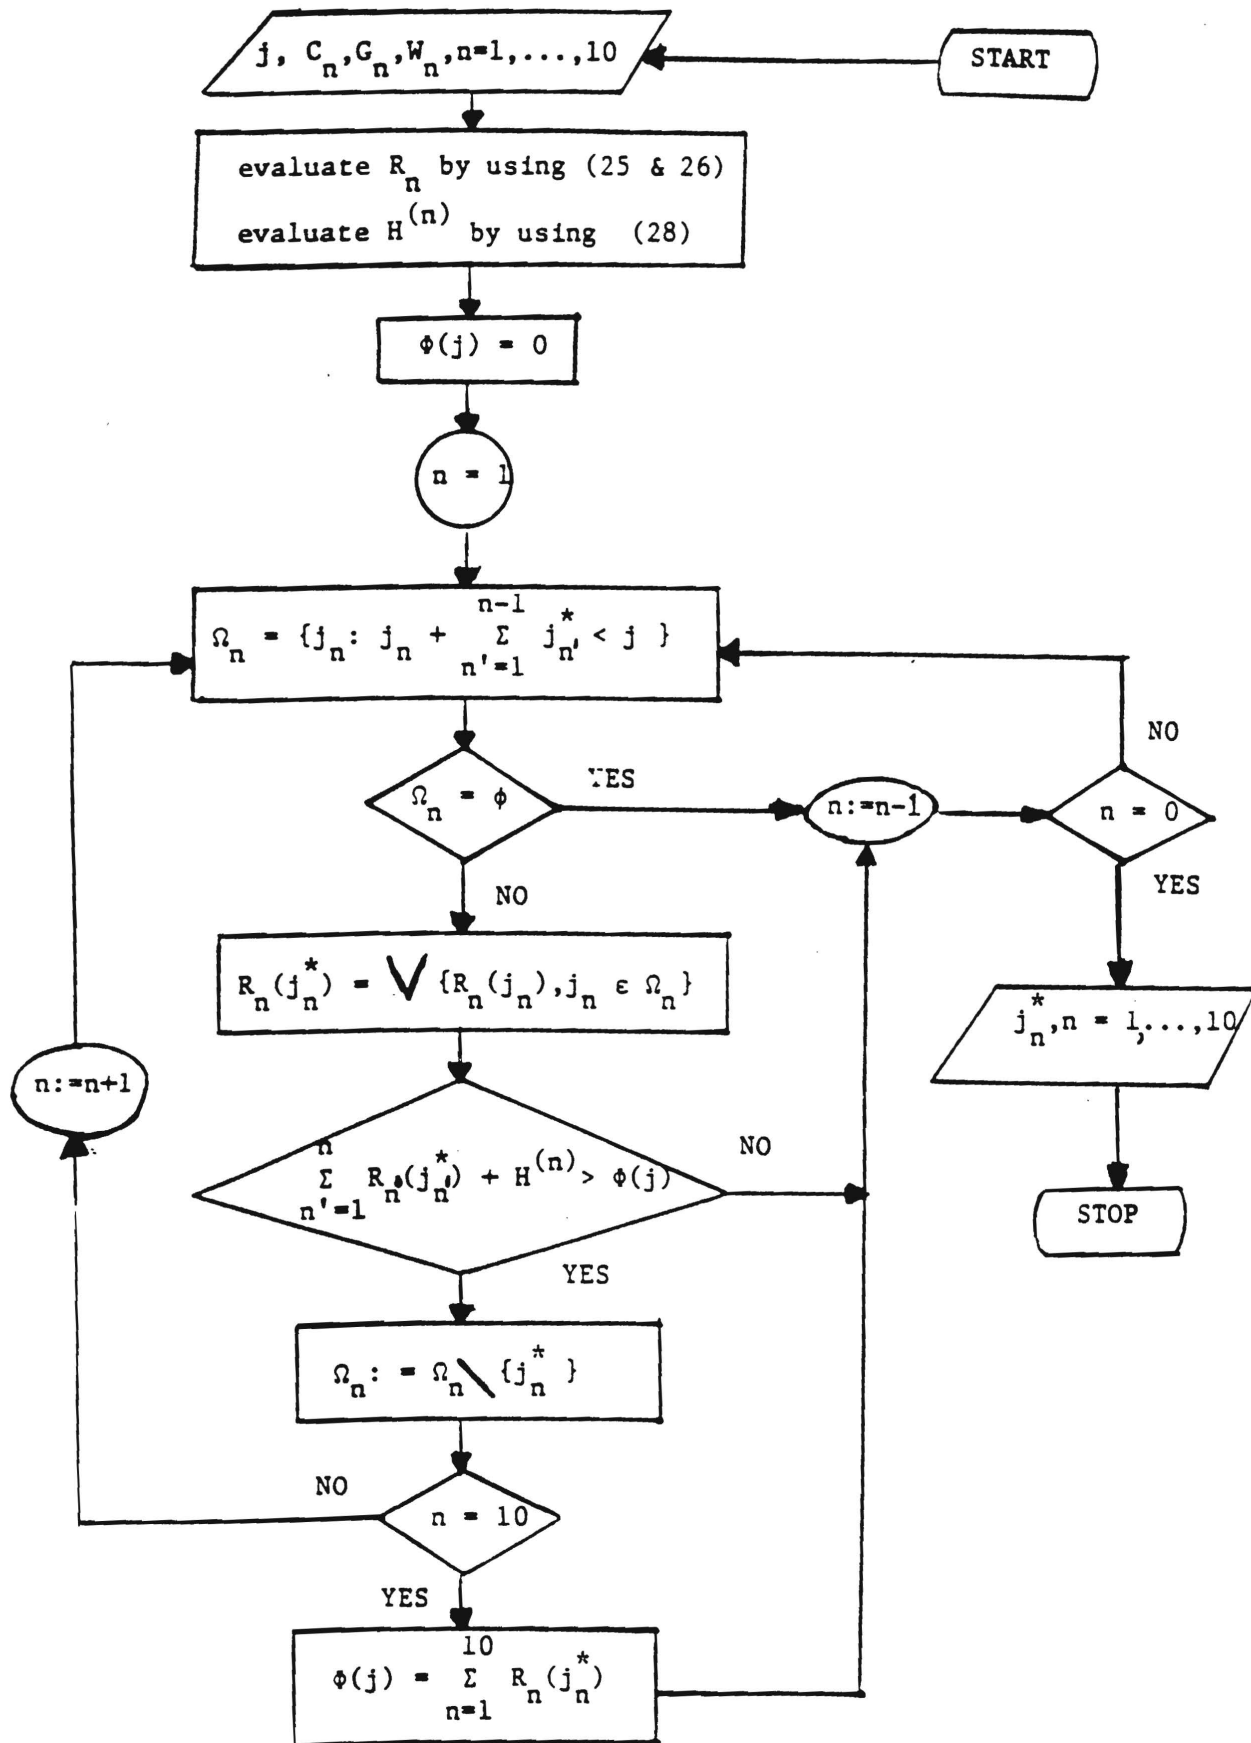 START
j, C_n,G_n,W_n,n=1,...,10
evaluate R_n by using (25 & 26)
evaluate H^(n) by using (28)
Φ(j) = 0
n = 1
Ω_n = {j_n: j_n + Σ_{n'=1}^{n-1} j*_n' < j }
Ω_n = ϕ
YES
NO
n:=n-1
n = 0
NO
YES
R_n(j*_n) = V {R_n(j_n),j_n ε Ω_n}
j*_n,n = 1,...,10
STOP
n:=n+1
Σ_{n'=1}^{n} R_n'(j*_n') + H^(n) > Φ(j)
NO
YES
Ω_n: = Ω_n \ {j*_n }
n = 10
NO
YES
Φ(j) = Σ_{n=1}^{10} R_n(j*_n)